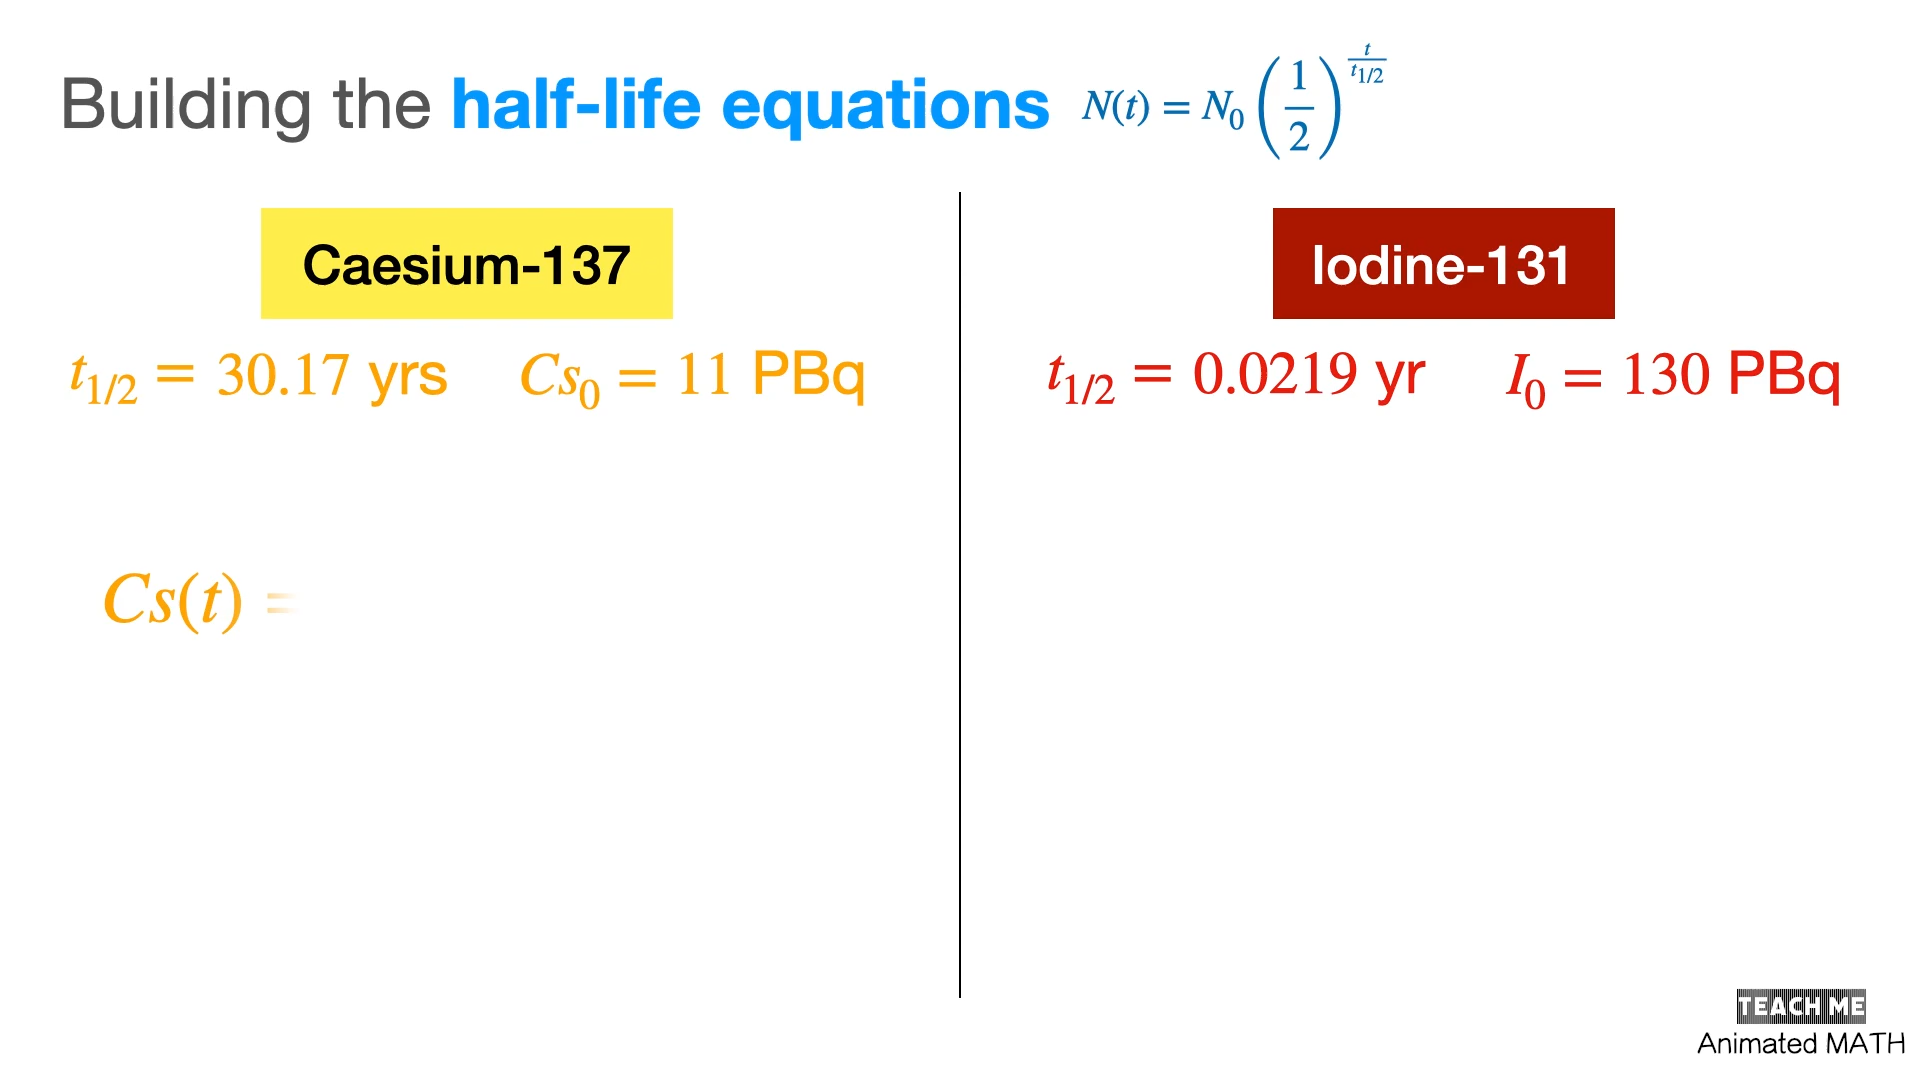 Building the half-life equations N(t) = N₀(1/2)^(t/t₁/₂)
Caesium-137
t₁/₂ = 30.17 yrs Cs₀ = 11 PBq
Cs(t) =
Iodine-131
t₁/₂ = 0.0219 yr I₀ = 130 PBq
TEACH ME
Animated MATH